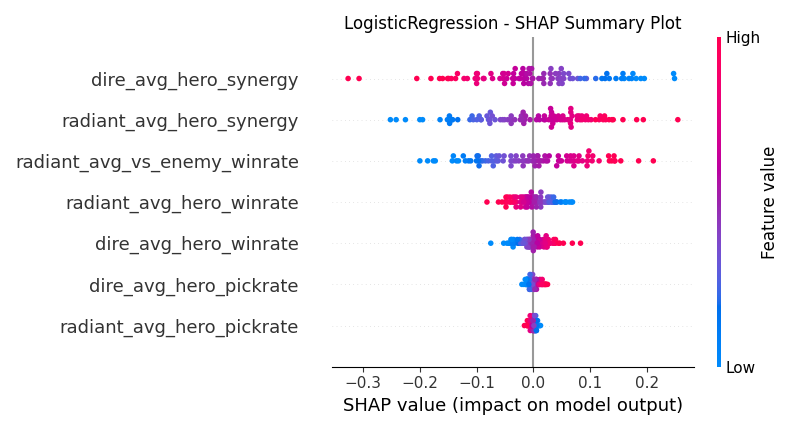 LogisticRegression - SHAP Summary Plot
High
dire_avg_hero_synergy
radiant_avg_hero_synergy
radiant_avg_vs_enemy_winrate
radiant_avg_hero_winrate
dire_avg_hero_winrate
dire_avg_hero_pickrate
radiant_avg_hero_pickrate
Feature value
Low
−0.3 −0.2 −0.1 0.0 0.1 0.2
SHAP value (impact on model output)